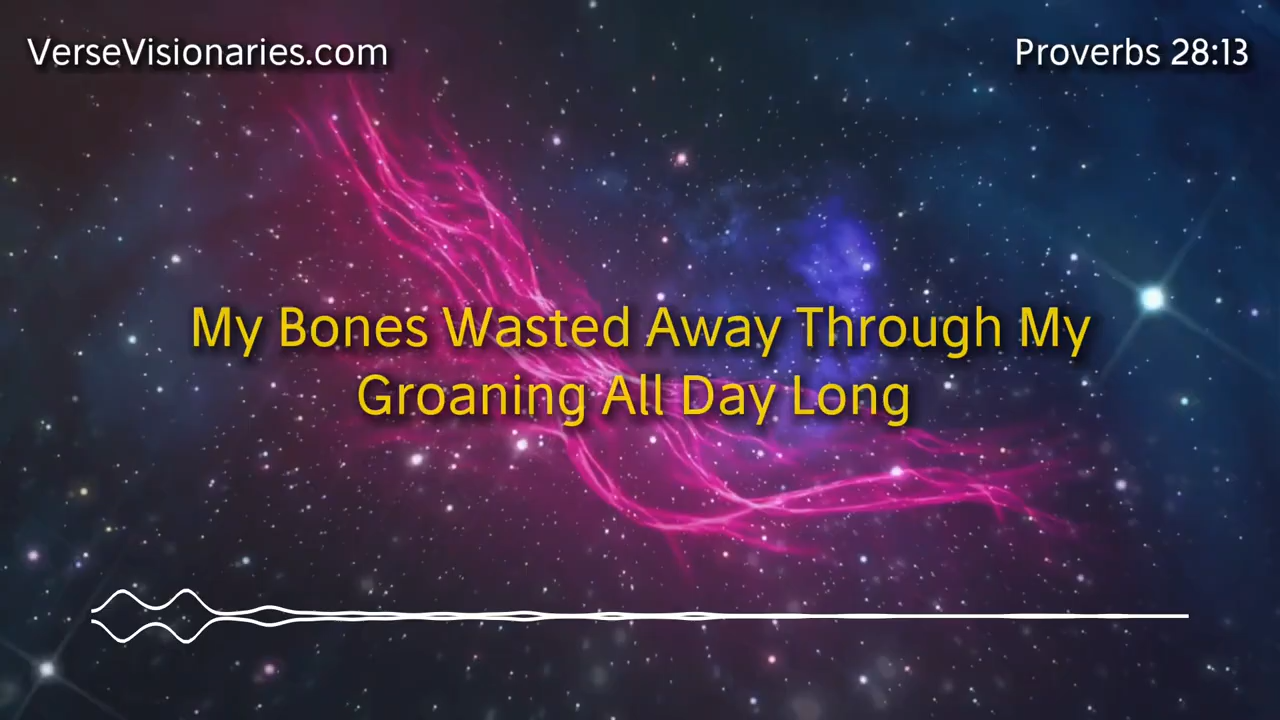 VerseVisionaries.com
Proverbs 28:13
My Bones Wasted Away Through My
Groaning All Day Long